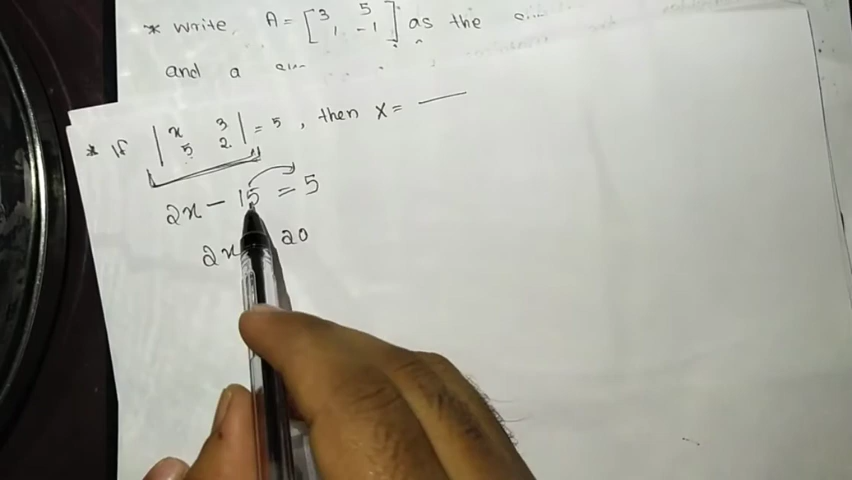 * Write, A = [ 3 5 ] as the
1 -1
and a
* If | x 3 | = 5, then x = __
5 2
2x - 15 = 5
2x 20